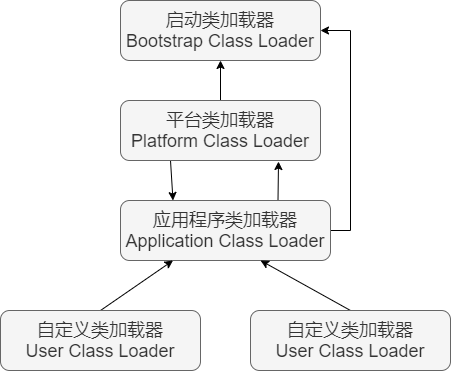 启动类加载器
Bootstrap Class Loader
平台类加载器
Platform Class Loader
应用程序类加载器
Application Class Loader
自定义类加载器
User Class Loader
自定义类加载器
User Class Loader